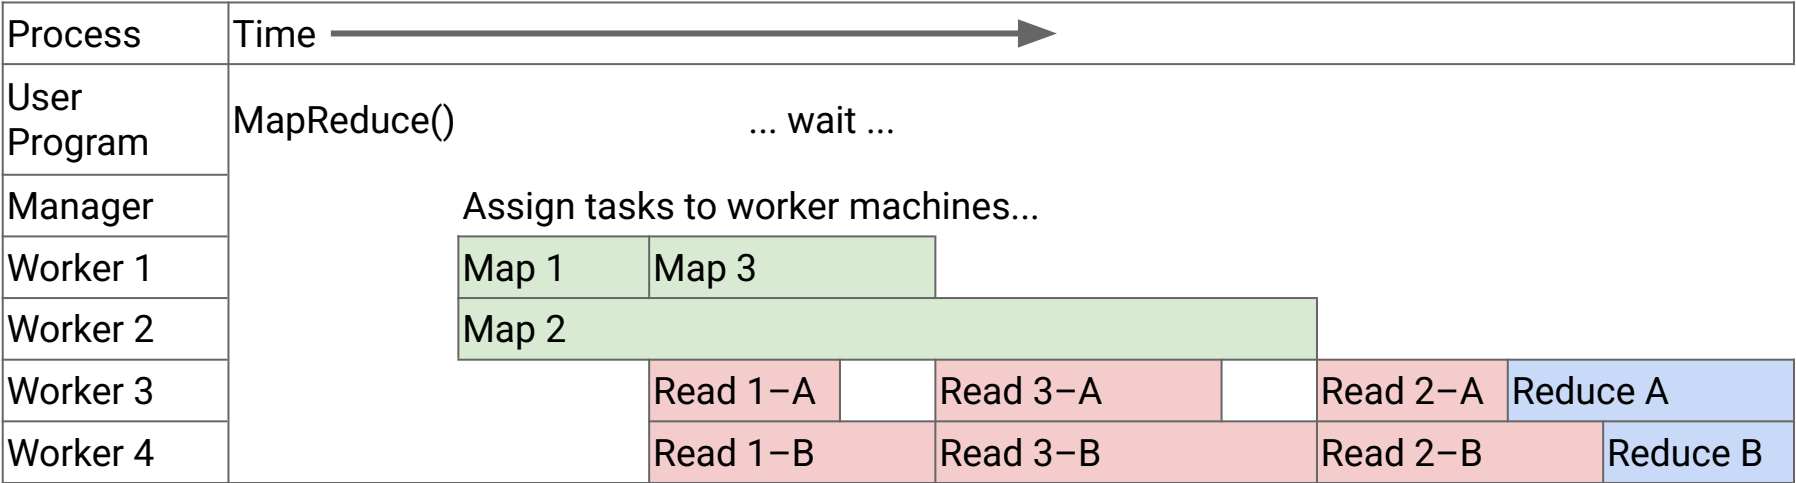 Process
Time
User
Program
MapReduce()
... wait ...
Manager
Assign tasks to worker machines...
Worker 1
Map 1
Map 3
Worker 2
Map 2
Worker 3
Read 1–A
Read 3–A
Read 2–A
Reduce A
Worker 4
Read 1–B
Read 3–B
Read 2–B
Reduce B